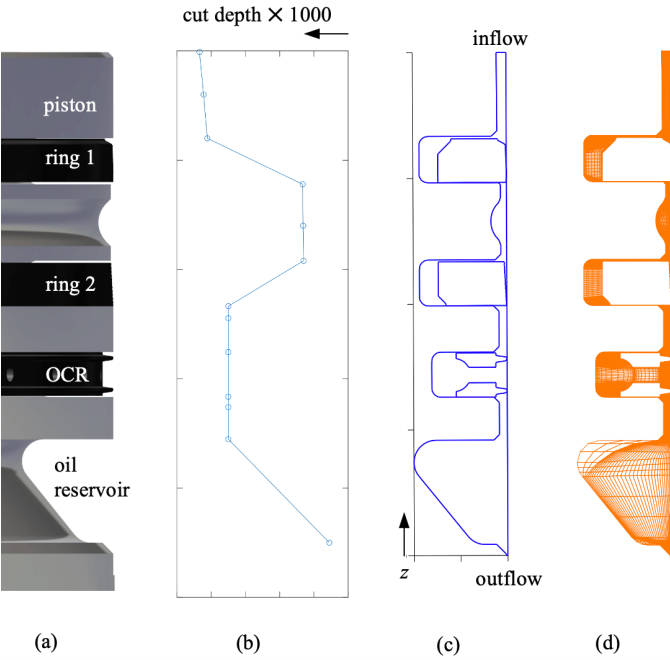 cut depth × 1000
inflow
piston
ring 1
ring 2
OCR
oil
reservoir
z
outflow
(a)
(b)
(c)
(d)